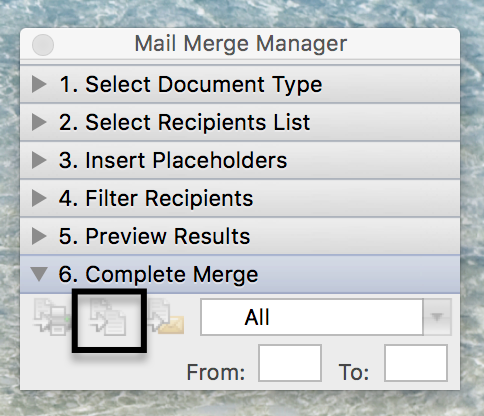 Mail Merge Manager
1. Select Document Type
2. Select Recipients List
3. Insert Placeholders
4. Filter Recipients
5. Preview Results
6. Complete Merge
All
From: To: